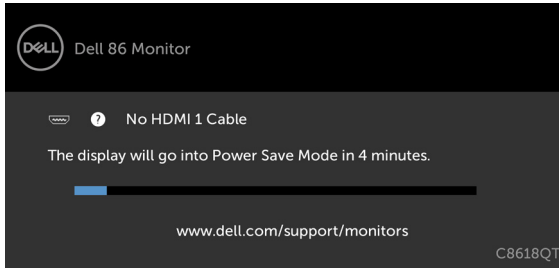 DELL
Dell 86 Monitor
? No HDMI 1 Cable
The display will go into Power Save Mode in 4 minutes.
www.dell.com/support/monitors
C8618QT